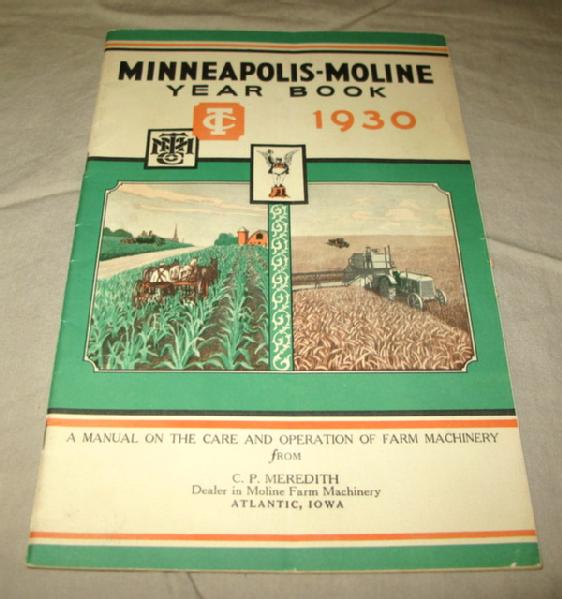 MINNEAPOLIS-MOLINE
YEAR BOOK
TC
1930
A MANUAL ON THE CARE AND OPERATION OF FARM MACHINERY
fROM
C. P. MEREDITH
Dealer in Moline Farm Machinery
ATLANTIC, IOWA